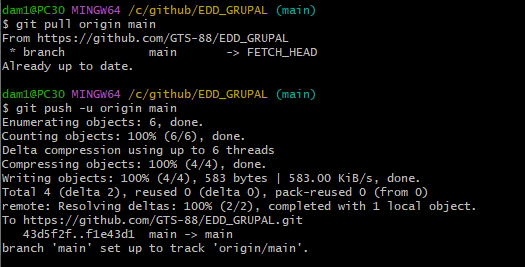 dam1@PC30 MINGW64 /c/github/EDD_GRUPAL (main)
$ git pull origin main
From https://github.com/GTS-88/EDD_GRUPAL
 * branch            main       -> FETCH_HEAD
Already up to date.

dam1@PC30 MINGW64 /c/github/EDD_GRUPAL (main)
$ git push -u origin main
Enumerating objects: 6, done.
Counting objects: 100% (6/6), done.
Delta compression using up to 6 threads
Compressing objects: 100% (4/4), done.
Writing objects: 100% (4/4), 583 bytes | 583.00 KiB/s, done.
Total 4 (delta 2), reused 0 (delta 0), pack-reused 0 (from 0)
remote: Resolving deltas: 100% (2/2), completed with 1 local object.
To https://github.com/GTS-88/EDD_GRUPAL.git
   43d5f2f..f1e43d1  main -> main
branch 'main' set up to track 'origin/main'.